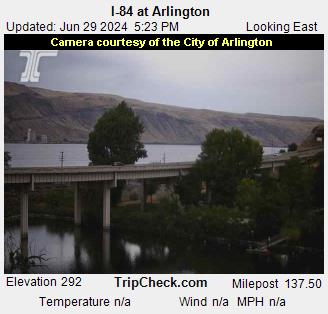 I-84 at Arlington
Updated: Jun 29 2024 5:23 PM Looking East
Camera courtesy of the City of Arlington
Elevation 292 TripCheck.com Milepost 137.50
Temperature n/a Wind n/a MPH n/a